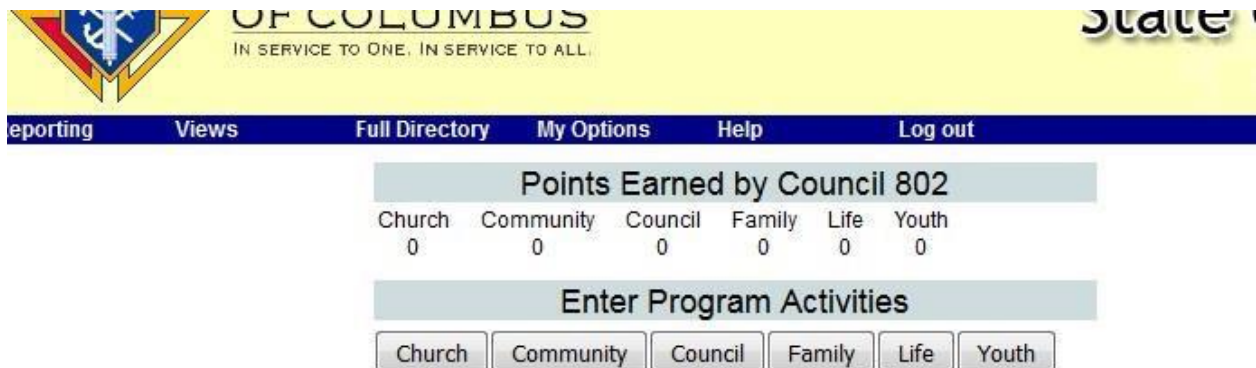 OF COLUMBUS
State
IN SERVICE TO ONE. IN SERVICE TO ALL.
eporting Views Full Directory My Options Help Log out
Points Earned by Council 802
Church Community Council Family Life Youth
0 0 0 0 0 0
Enter Program Activities
Church Community Council Family Life Youth